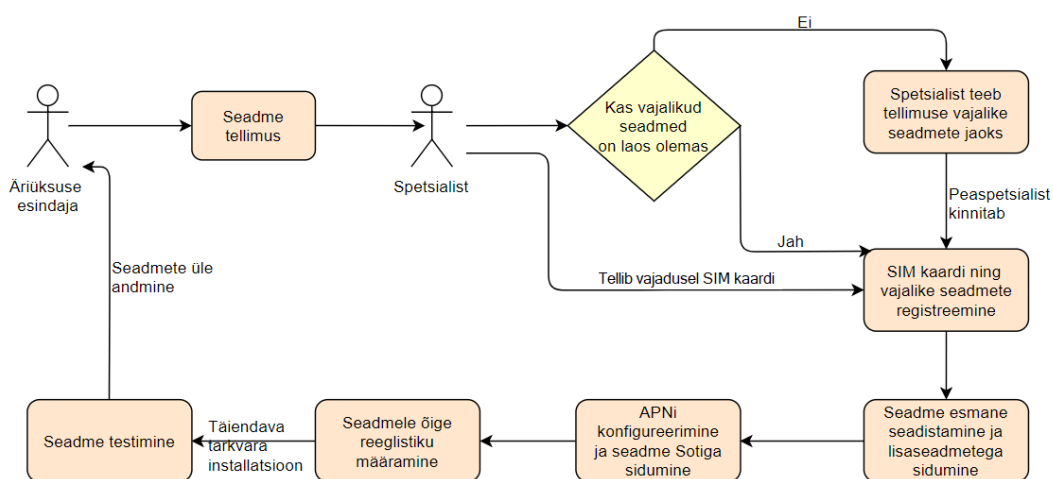 Ei
Seadme
tellimus
Kas vajalikud
seadmed
on laos olemas
Spetsialist teeb
tellimuse vajalike
seadmete jaoks
Äriüksuse
esindaja
Spetsialist
Peaspetsialist
kinnitab
Jah
Seadmete üle
andmine
Tellib vajadusel SIM kaardi
SIM kaardi ning
vajalike seadmete
registreemine
Seadme testimine
Täiendava
tarkvara
installatsioon
Seadmele õige
reeglistiku
määramine
APNi
konfigureerimine
ja seadme Sotiga
sidumine
Seadme esmane
seadistamine ja
lisaseadmetega
sidumine